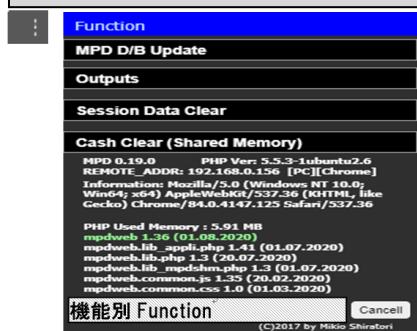 Function
MPD D/B Update
Outputs
Session Data Clear
Cash Clear (Shared Memory)
MPD 0.19.0 PHP Ver: 5.5.3-1ubuntu2.6
REMOTE_ADDR: 192.168.0.156 [PC][Chrome]
Information: Mozilla/5.0 (Windows NT 10.0;
Win64; x64) AppleWebKit/537.36 (KHTML, like
Gecko) Chrome/84.0.4147.125 Safari/537.36
PHP Used Memory : 5.91 MB
mpdweb 1.36 (01.08.2020)
mpdweb.lib_appli.php 1.41 (01.07.2020)
mpdweb.lib.php 1.3 (20.07.2020)
mpdweb.lib_mpdshm.php 1.3 (01.07.2020)
mpdweb.common.js 1.35 (20.02.2020)
mpdweb.common.css 1.0 (01.03.2020)
機能別 Function
Cancell
(C)2017 by Mikio Shiratori